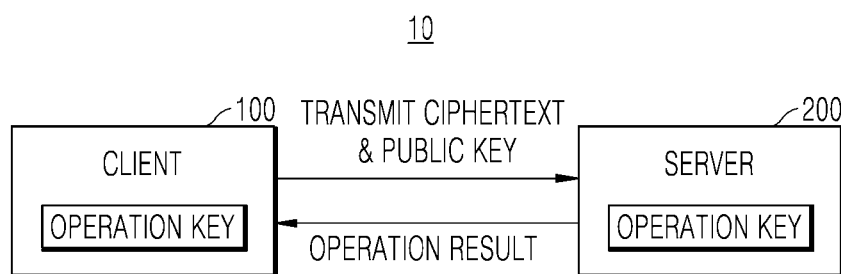 10
100
TRANSMIT CIPHERTEXT
& PUBLIC KEY
200
CLIENT
SERVER
OPERATION KEY
OPERATION RESULT
OPERATION KEY